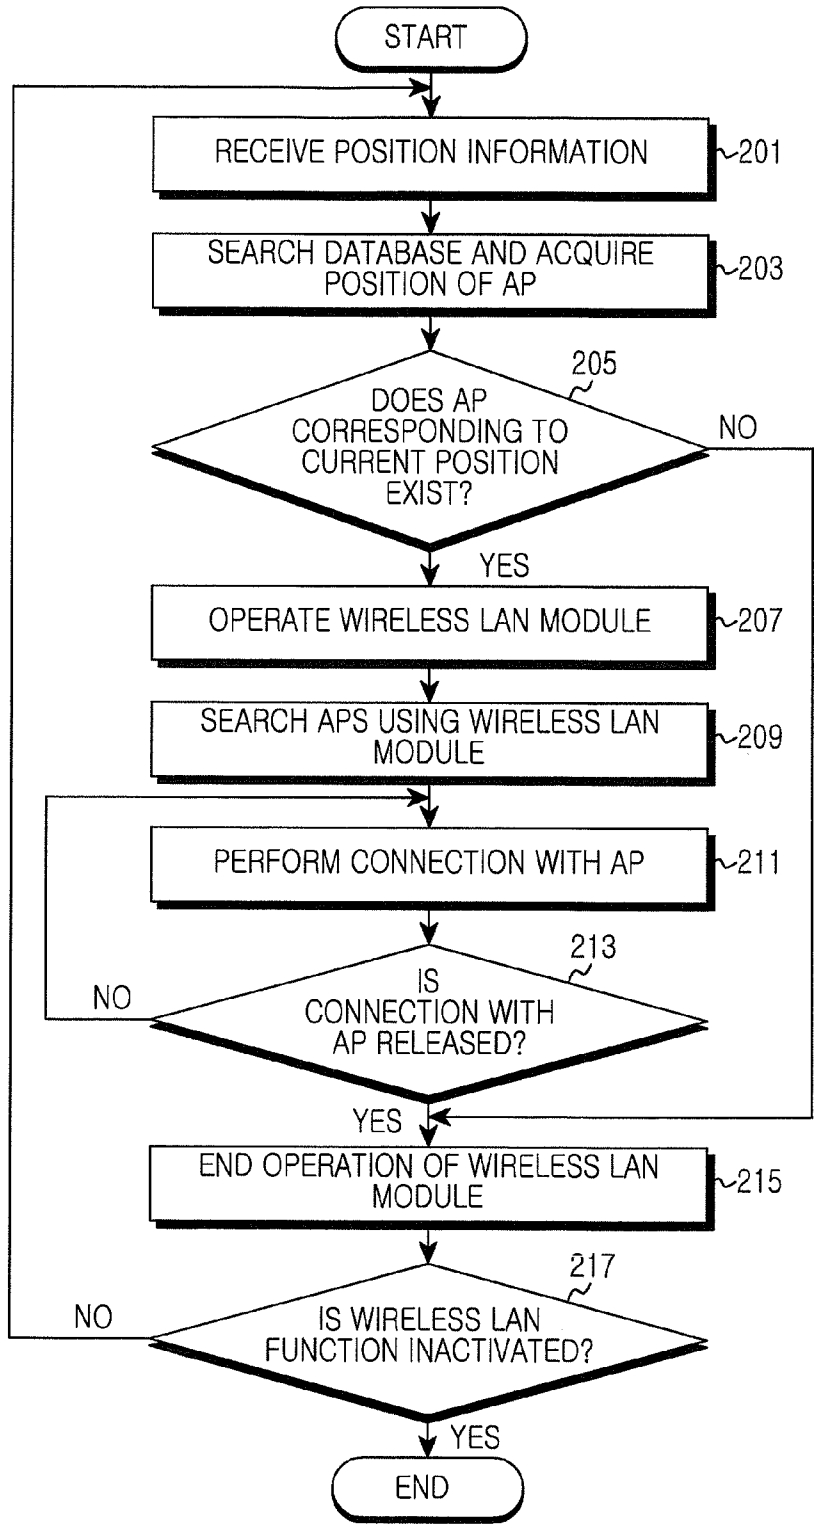 START
RECEIVE POSITION INFORMATION
201
SEARCH DATABASE AND ACQUIRE
POSITION OF AP
203
205
DOES AP
CORRESPONDING TO
CURRENT POSITION
EXIST?
NO
YES
OPERATE WIRELESS LAN MODULE
207
SEARCH APS USING WIRELESS LAN
MODULE
209
PERFORM CONNECTION WITH AP
211
213
IS
CONNECTION WITH
AP RELEASED?
NO
YES
END OPERATION OF WIRELESS LAN
MODULE
215
217
IS WIRELESS LAN
FUNCTION INACTIVATED?
NO
YES
END